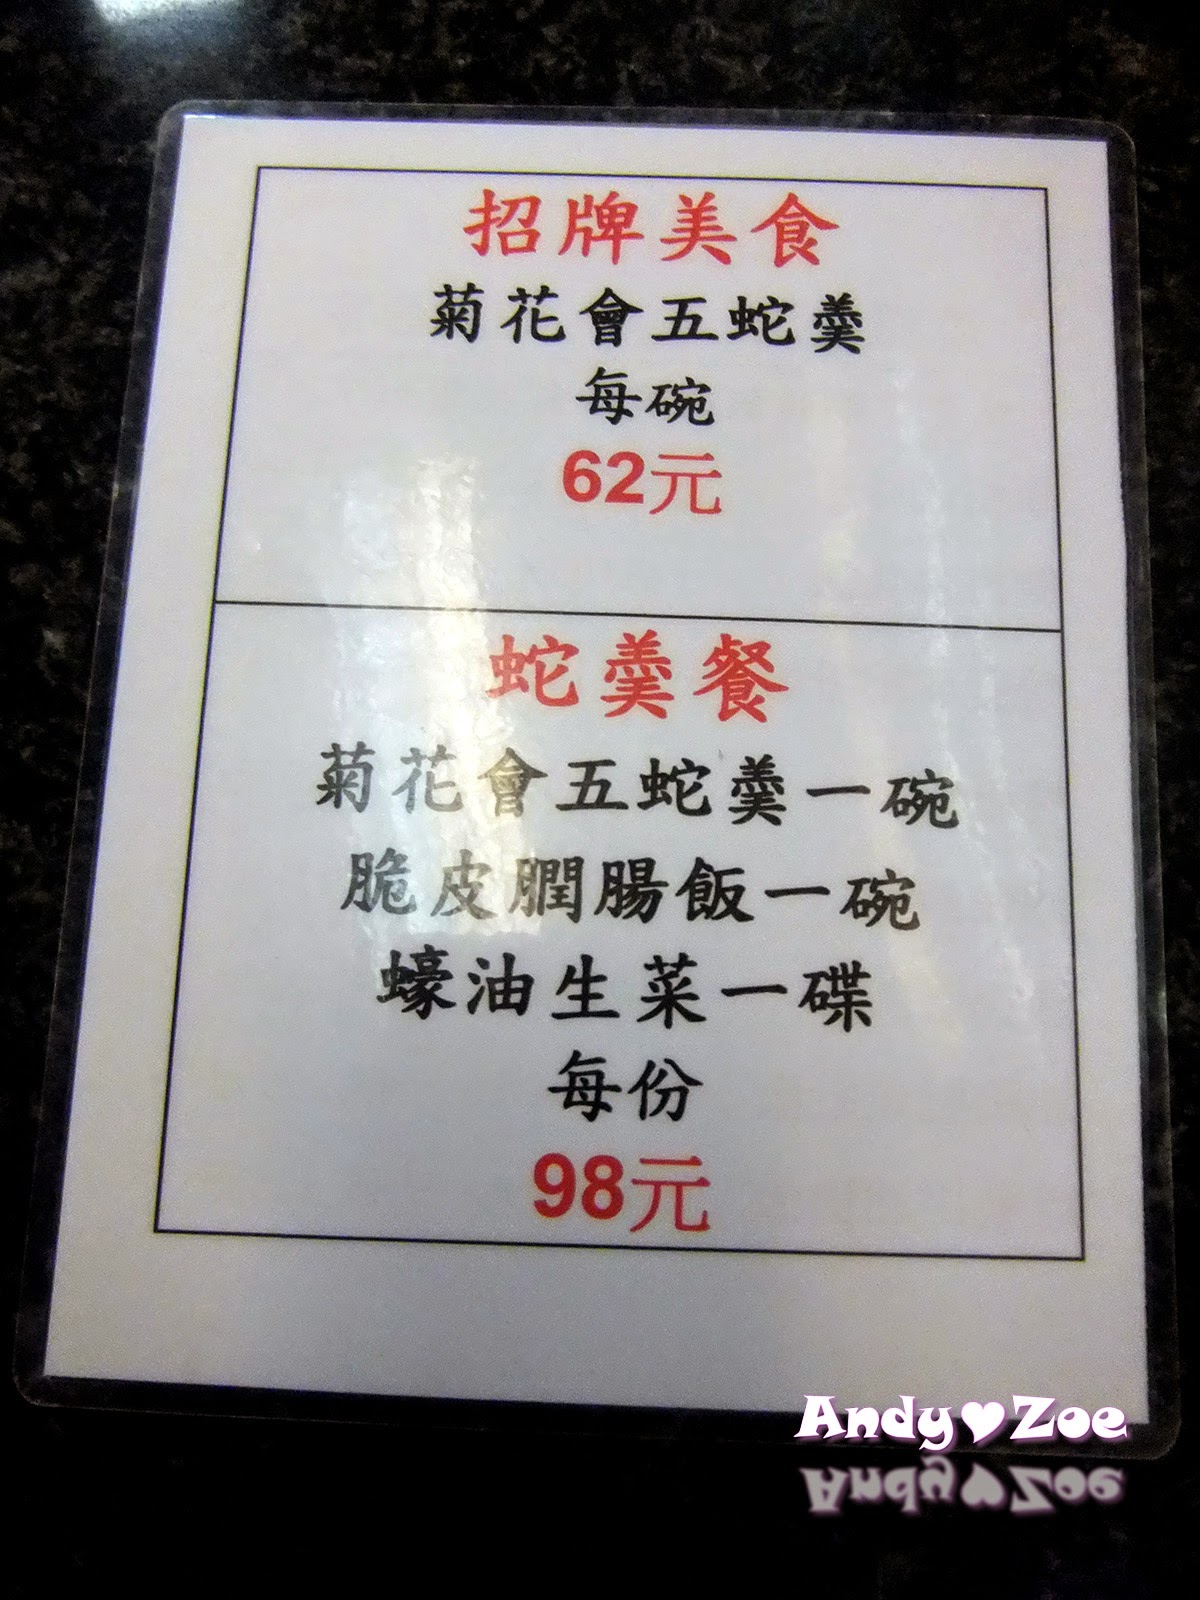 招牌美食
菊花會五蛇羹
每碗
62元
蛇羹餐
菊花會五蛇羹一碗
脆皮膶腸飯一碗
蠔油生菜一碟
每份
98元
Andy♥Zoe